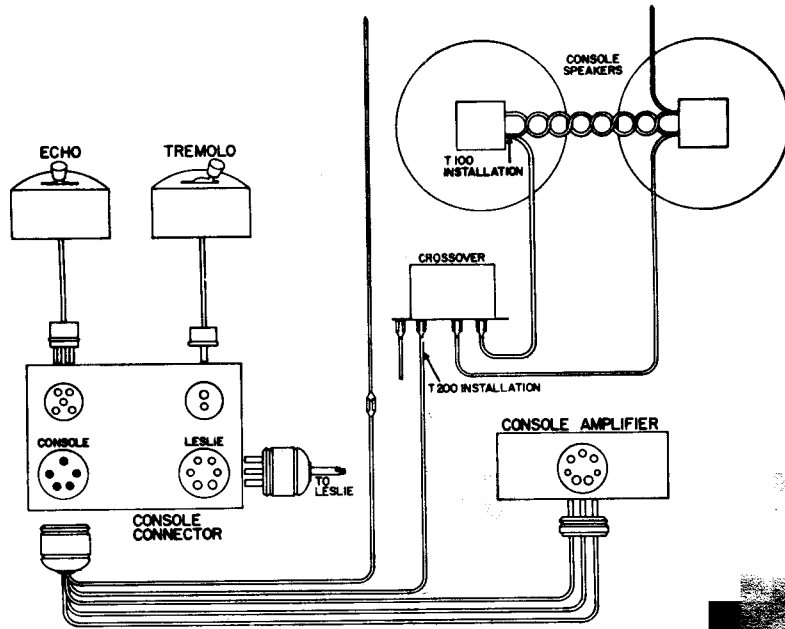 CONSOLE
SPEAKERS
ECHO
TREMOLO
T 100
INSTALLATION
CROSSOVER
T 200 INSTALLATION
CONSOLE
LESLIE
TO
LESLIE
CONSOLE AMPLIFIER
CONSOLE
CONNECTOR